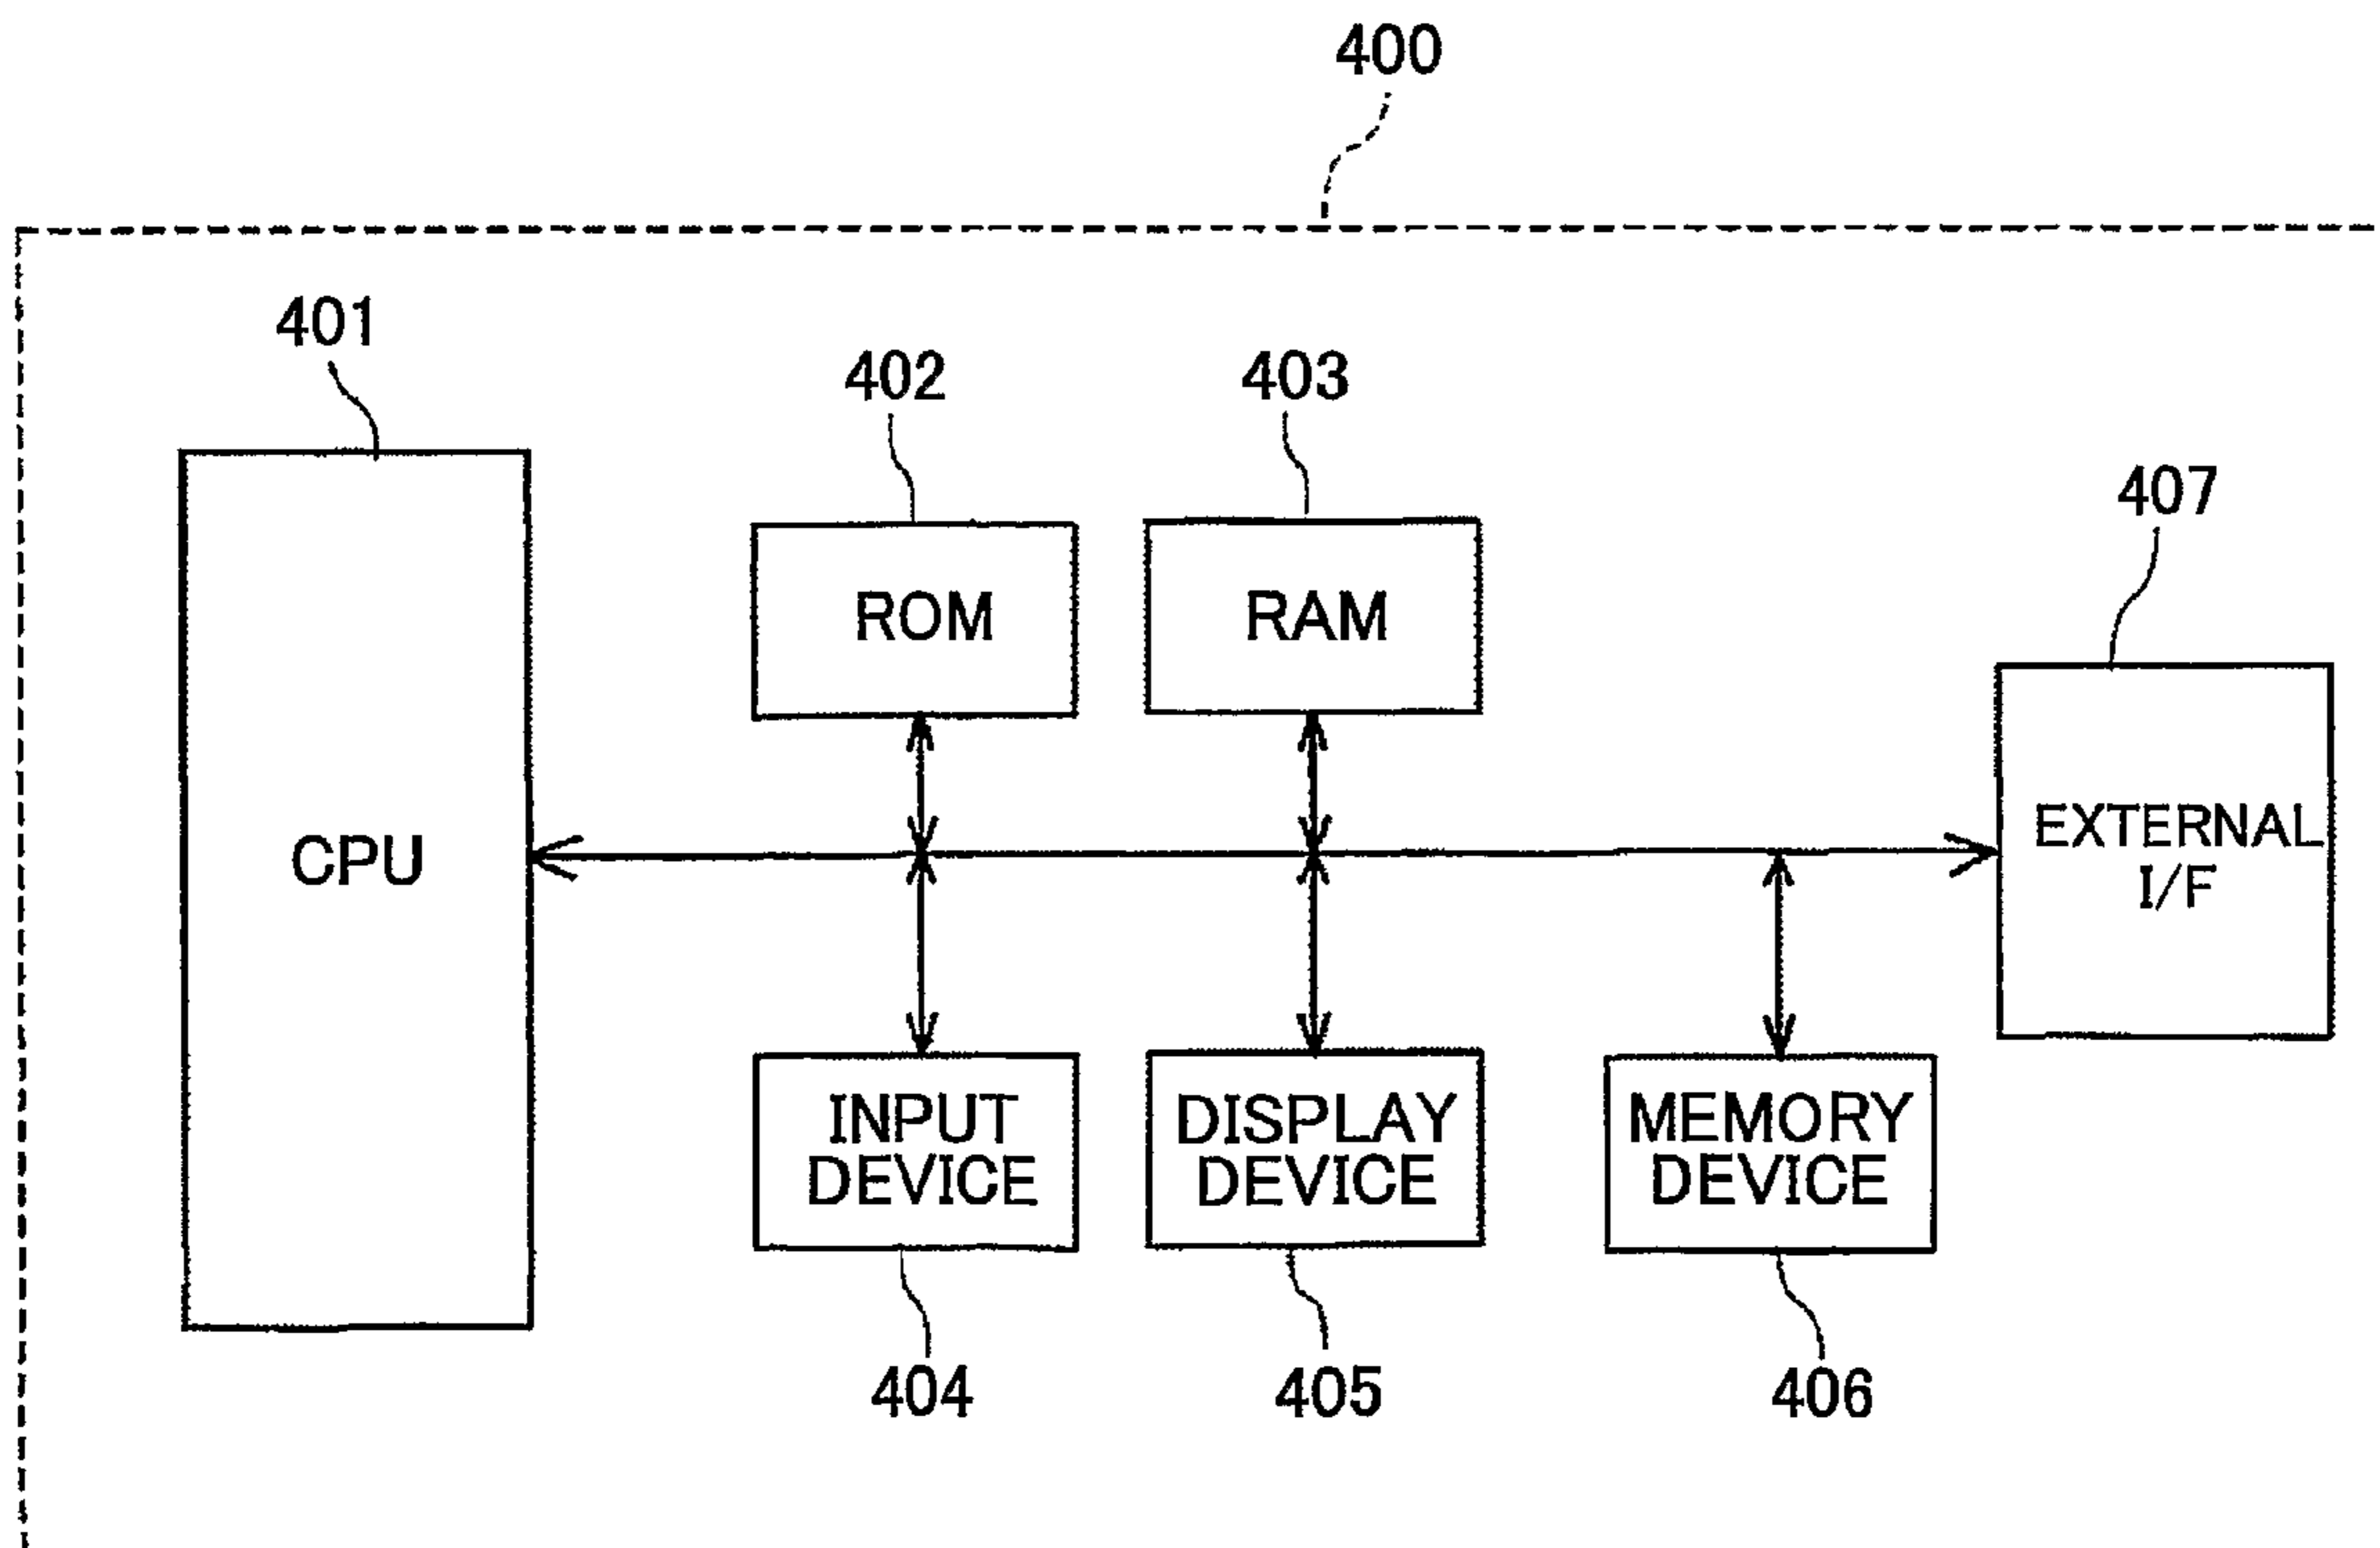 400
401
402
403
407
ROM
RAM
CPU
EXTERNAL
I/F
INPUT
DEVICE
DISPLAY
DEVICE
MEMORY
DEVICE
404
405
406